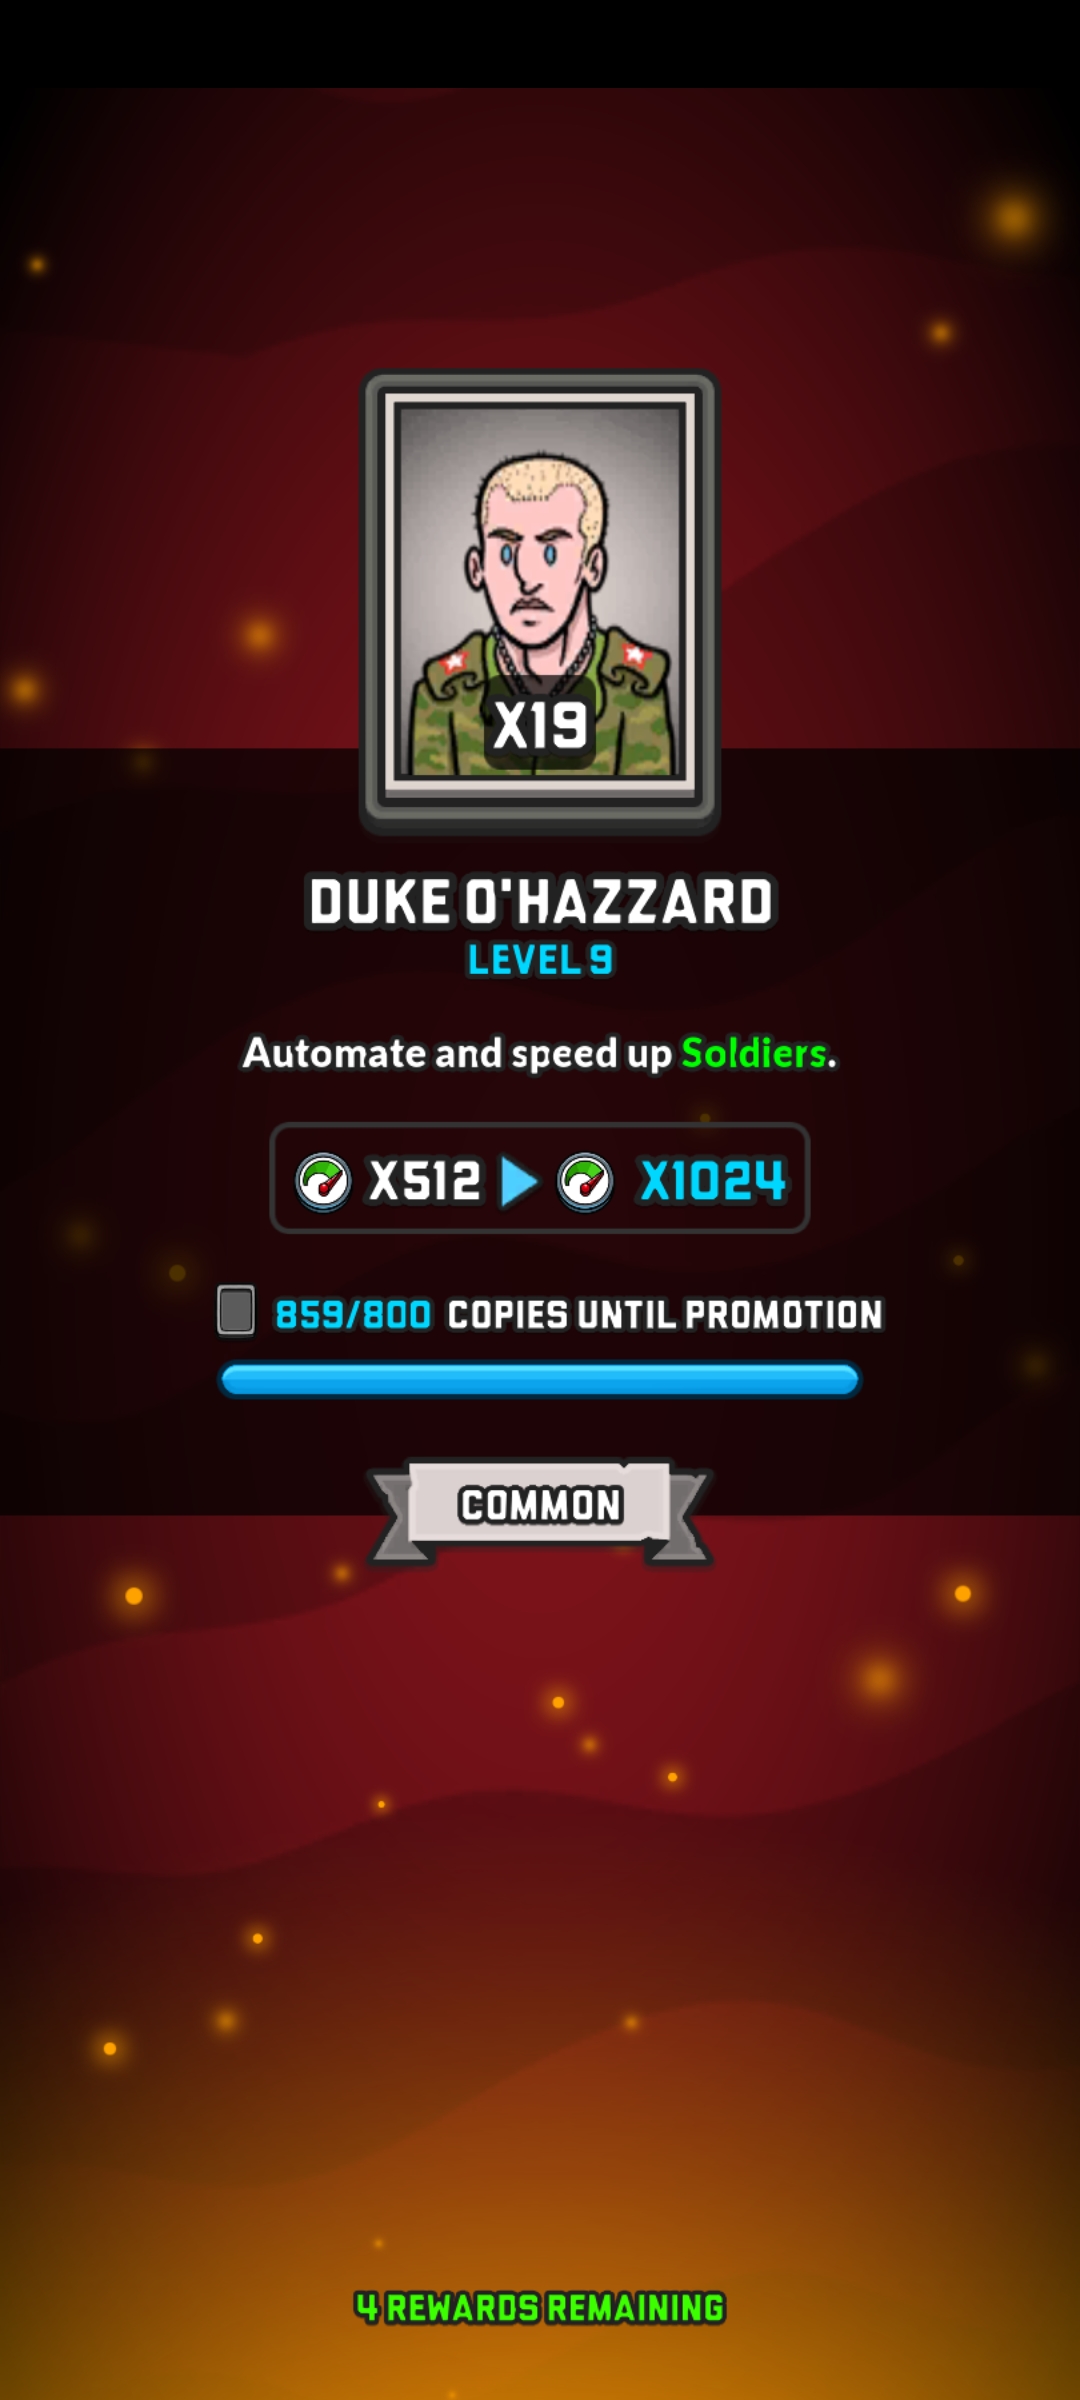 X19
DUKE O'HAZZARD
LEVEL 9
Automate and speed up Soldiers.
X512 X1024
859/800 COPIES UNTIL PROMOTION
COMMON
4 REWARDS REMAINING